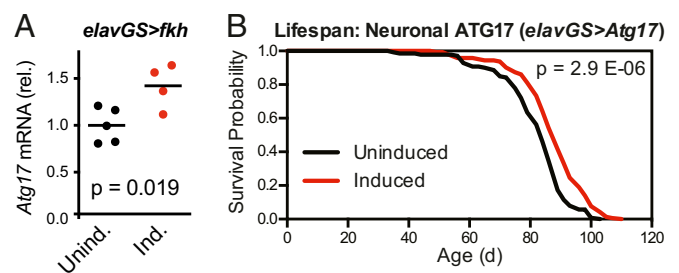 A
elavGS>fkh
Atg17 mRNA (rel.)
1.5
1.0
0.5
0.0
p = 0.019
Unind.
Ind.
B
Lifespan: Neuronal ATG17 (elavGS>Atg17)
Survival Probability
1.0
0.8
0.6
0.4
0.2
0.0
p = 2.9 E-06
Uninduced
Induced
0
20
40
60
80
100
120
Age (d)